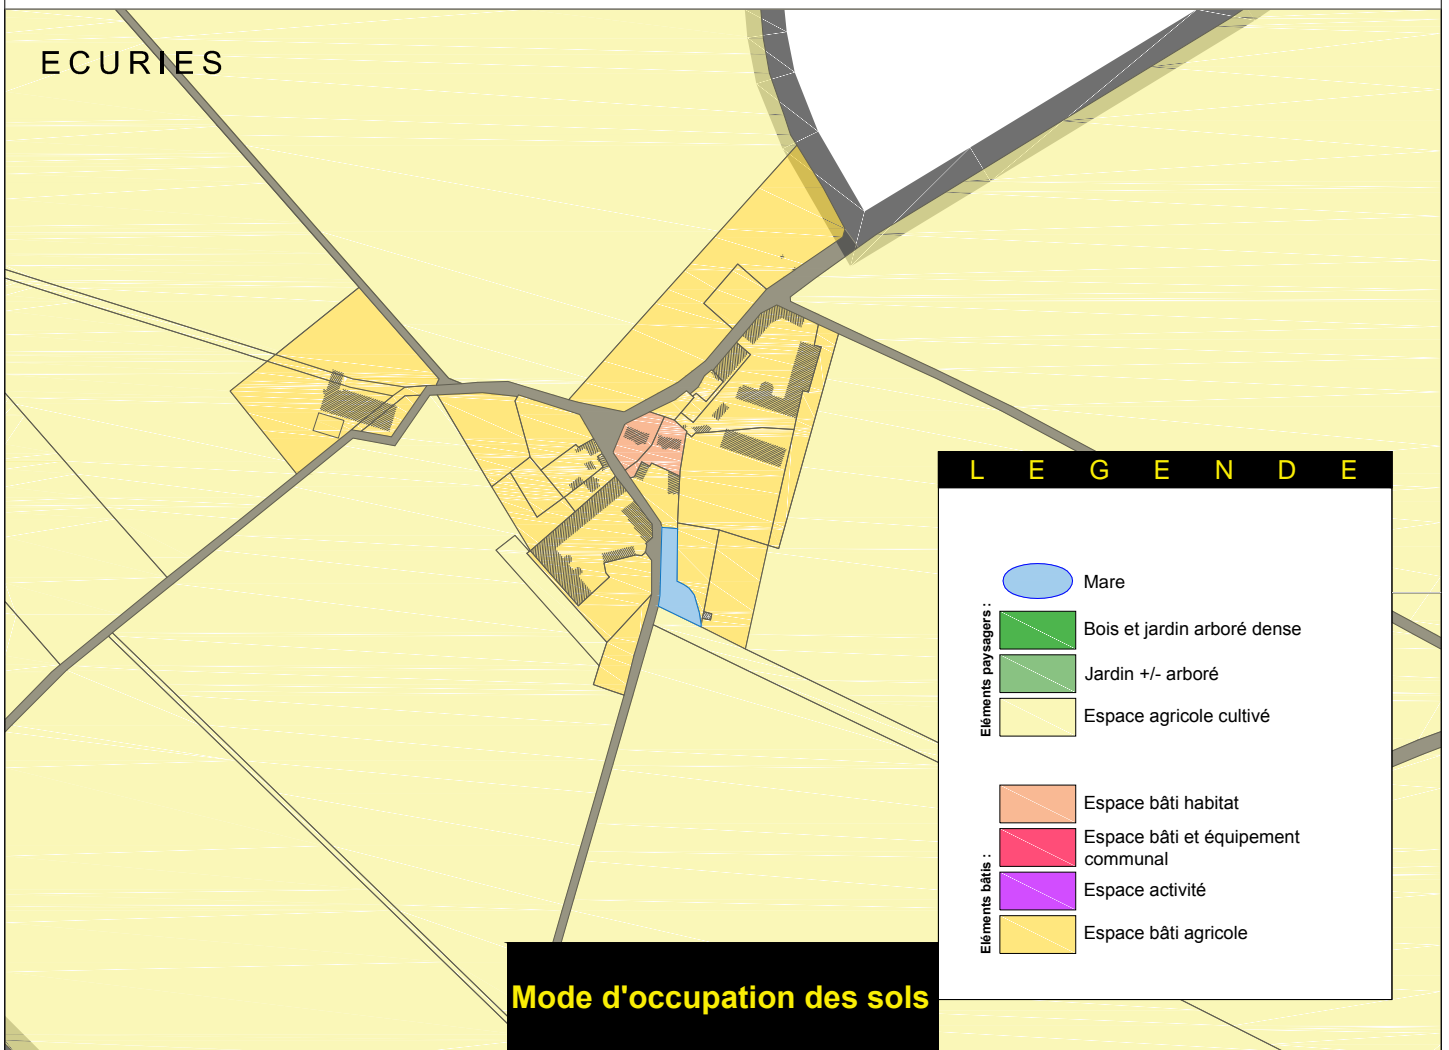 ECURIES
LEGENDE
Eléments paysagers :
Mare
Bois et jardin arboré dense
Jardin +/- arboré
Espace agricole cultivé
Eléments bâtis :
Espace bâti habitat
Espace bâti et équipement
communal
Espace activité
Espace bâti agricole
Mode d'occupation des sols